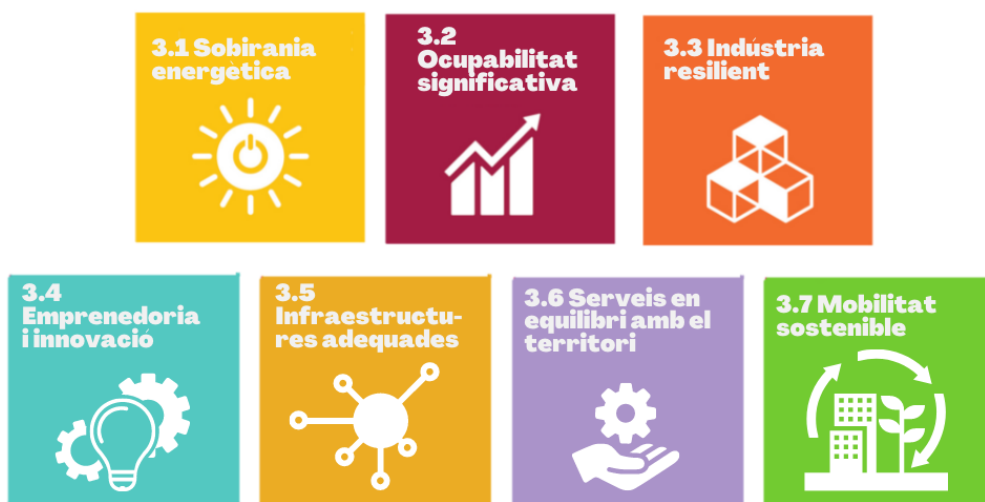 3.1 Sobirania
energètica
3.2
Ocupabilitat
significativa
3.3 Indústria
resilient
3.4
Emprenedoria
i innovació
3.5
Infraestructu-
res adequades
3.6 Serveis en
equilibri amb el
territori
3.7 Mobilitat
sostenible